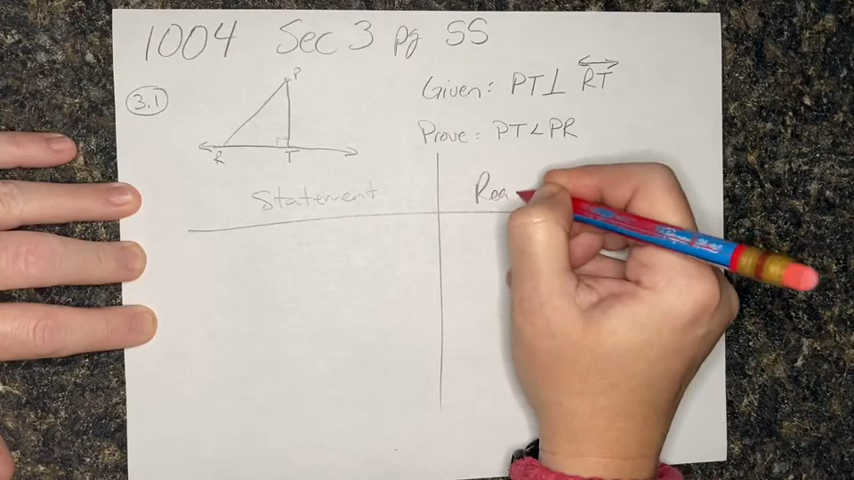 1004 Sec 3 pg 55
3.1
P
R
T
Given: PT⊥ RT
Prove: PT < PR
Statement
Rea